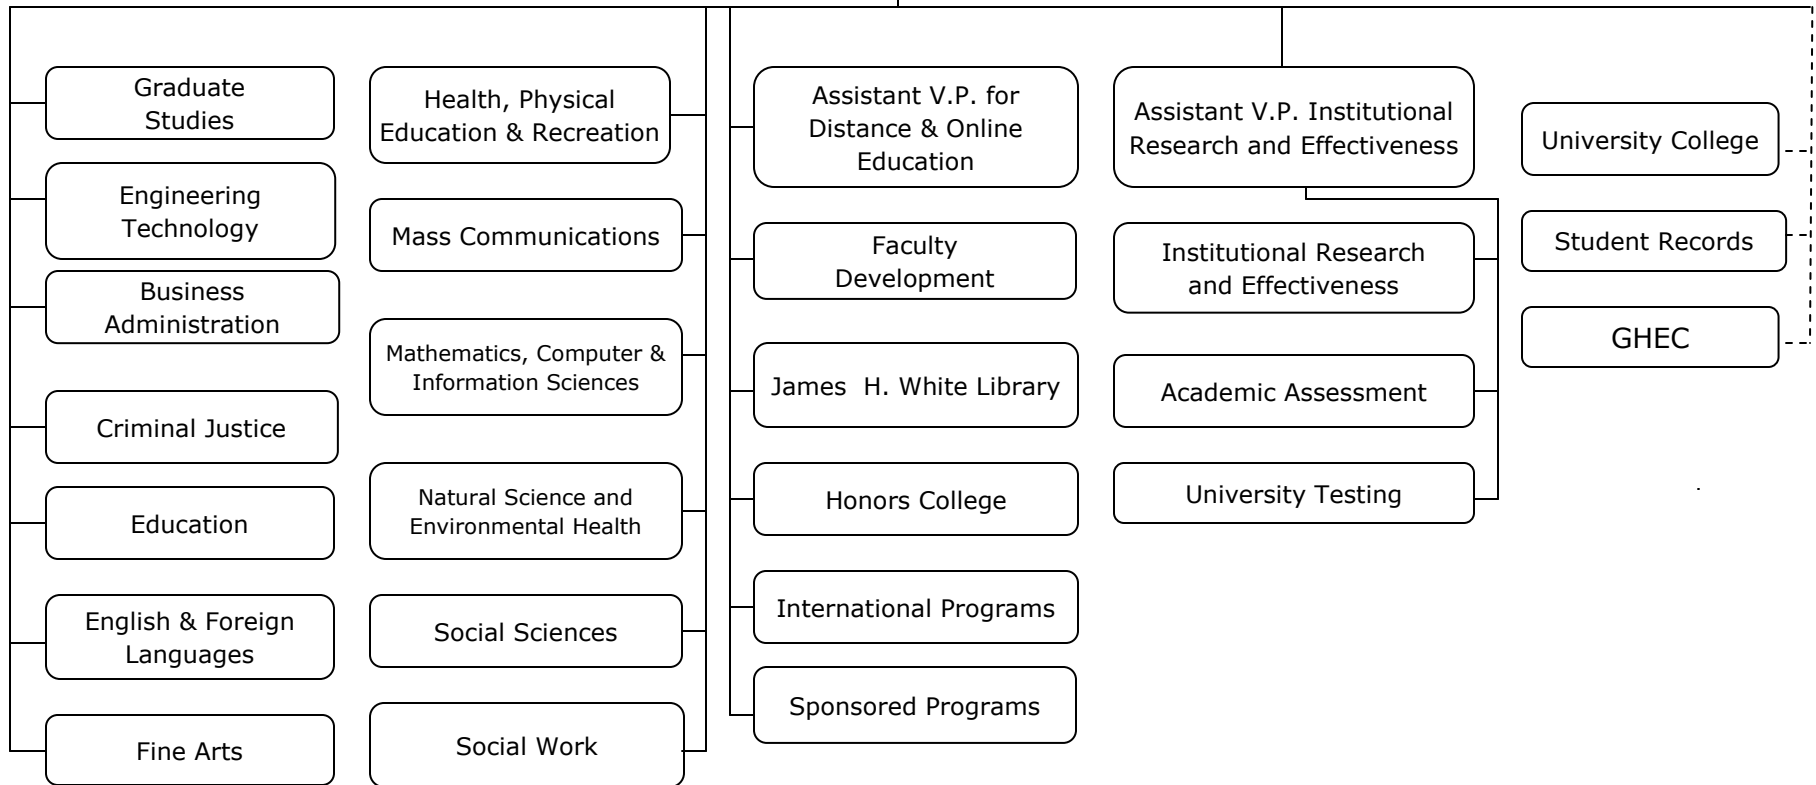 Graduate
Studies
Engineering
Technology
Business
Administration
Criminal Justice
Education
English & Foreign
Languages
Fine Arts
Health, Physical
Education & Recreation
Mass Communications
Mathematics, Computer &
Information Sciences
Natural Science and
Environmental Health
Social Sciences
Social Work
Assistant V.P. for
Distance & Online
Education
Faculty
Development
James H. White Library
Honors College
International Programs
Sponsored Programs
Assistant V.P. Institutional
Research and Effectiveness
Institutional Research
and Effectiveness
Academic Assessment
University Testing
University College
Student Records
GHEC
.